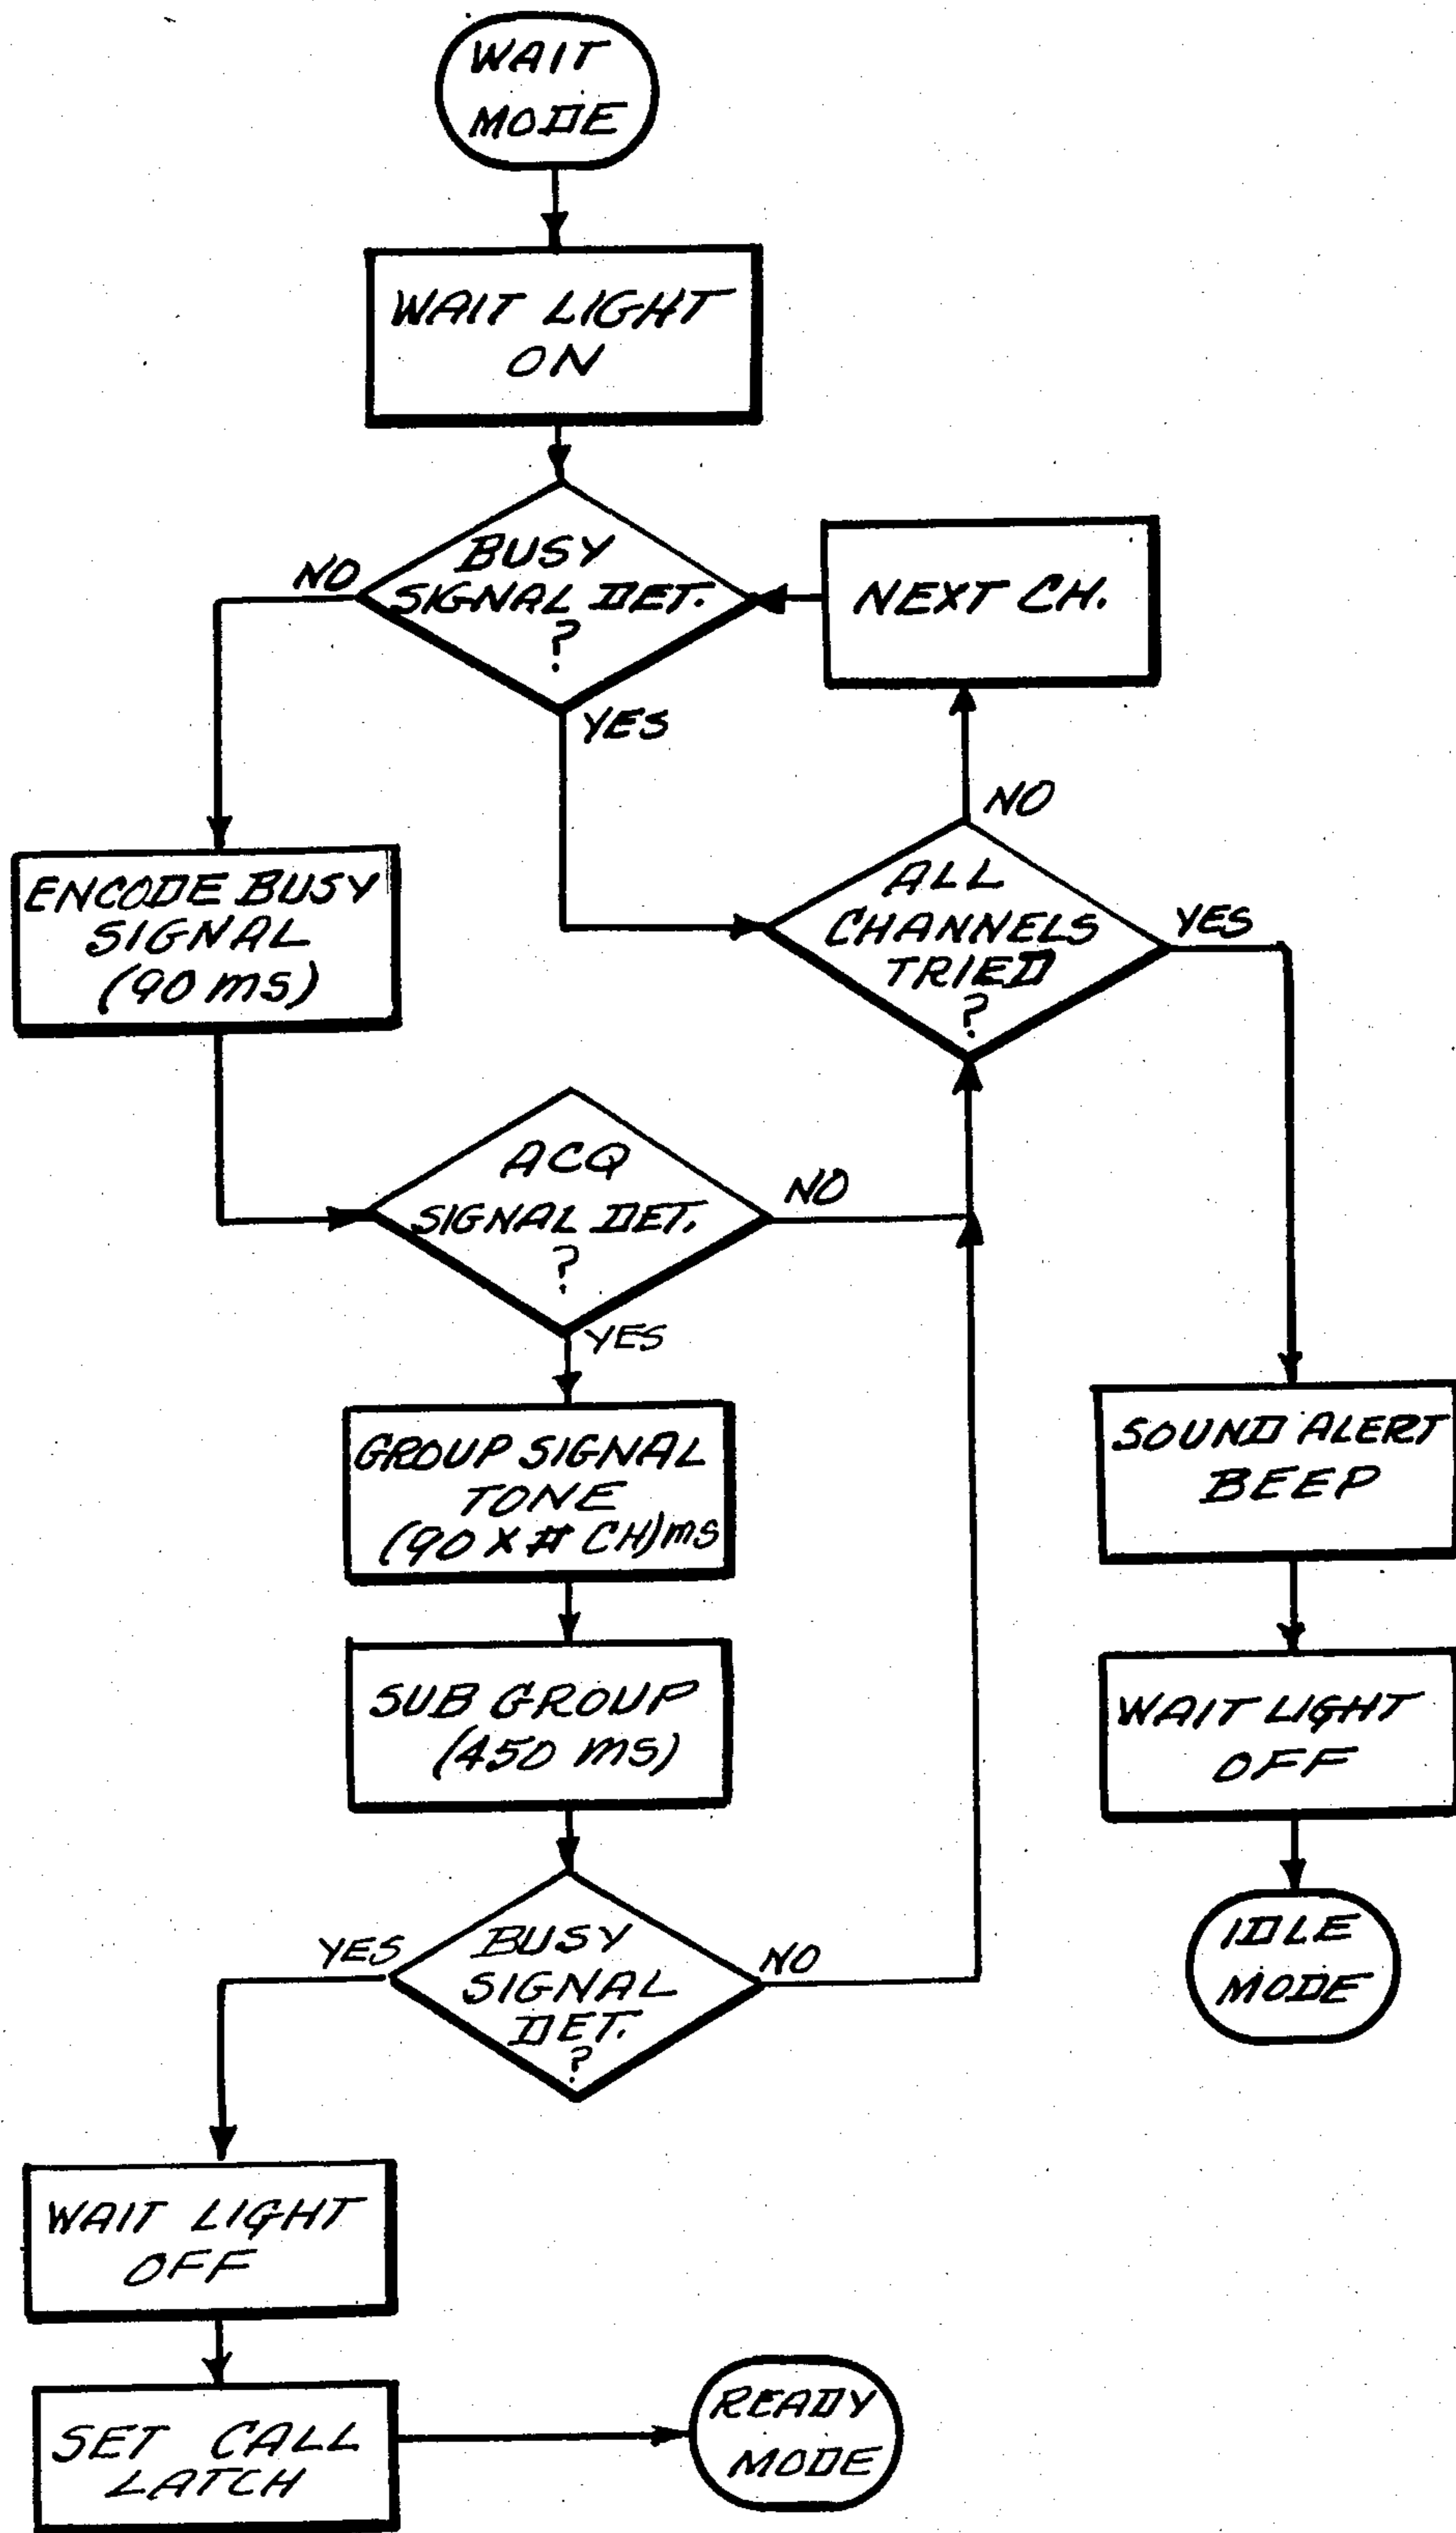 WAIT
MODE
WAIT LIGHT
ON
BUSY
SIGNAL DET.
?
NO
YES
NEXT CH.
NO
ALL
CHANNELS
TRIED
?
YES
ENCODE BUSY
SIGNAL
(90 ms)
ACQ
SIGNAL DET.
?
NO
YES
GROUP SIGNAL
TONE
(90 X # CH)ms
SUB GROUP
(450 ms)
BUSY
SIGNAL
DET.
?
YES
NO
SOUND ALERT
BEEP
WAIT LIGHT
OFF
IDLE
MODE
WAIT LIGHT
OFF
SET CALL
LATCH
READY
MODE